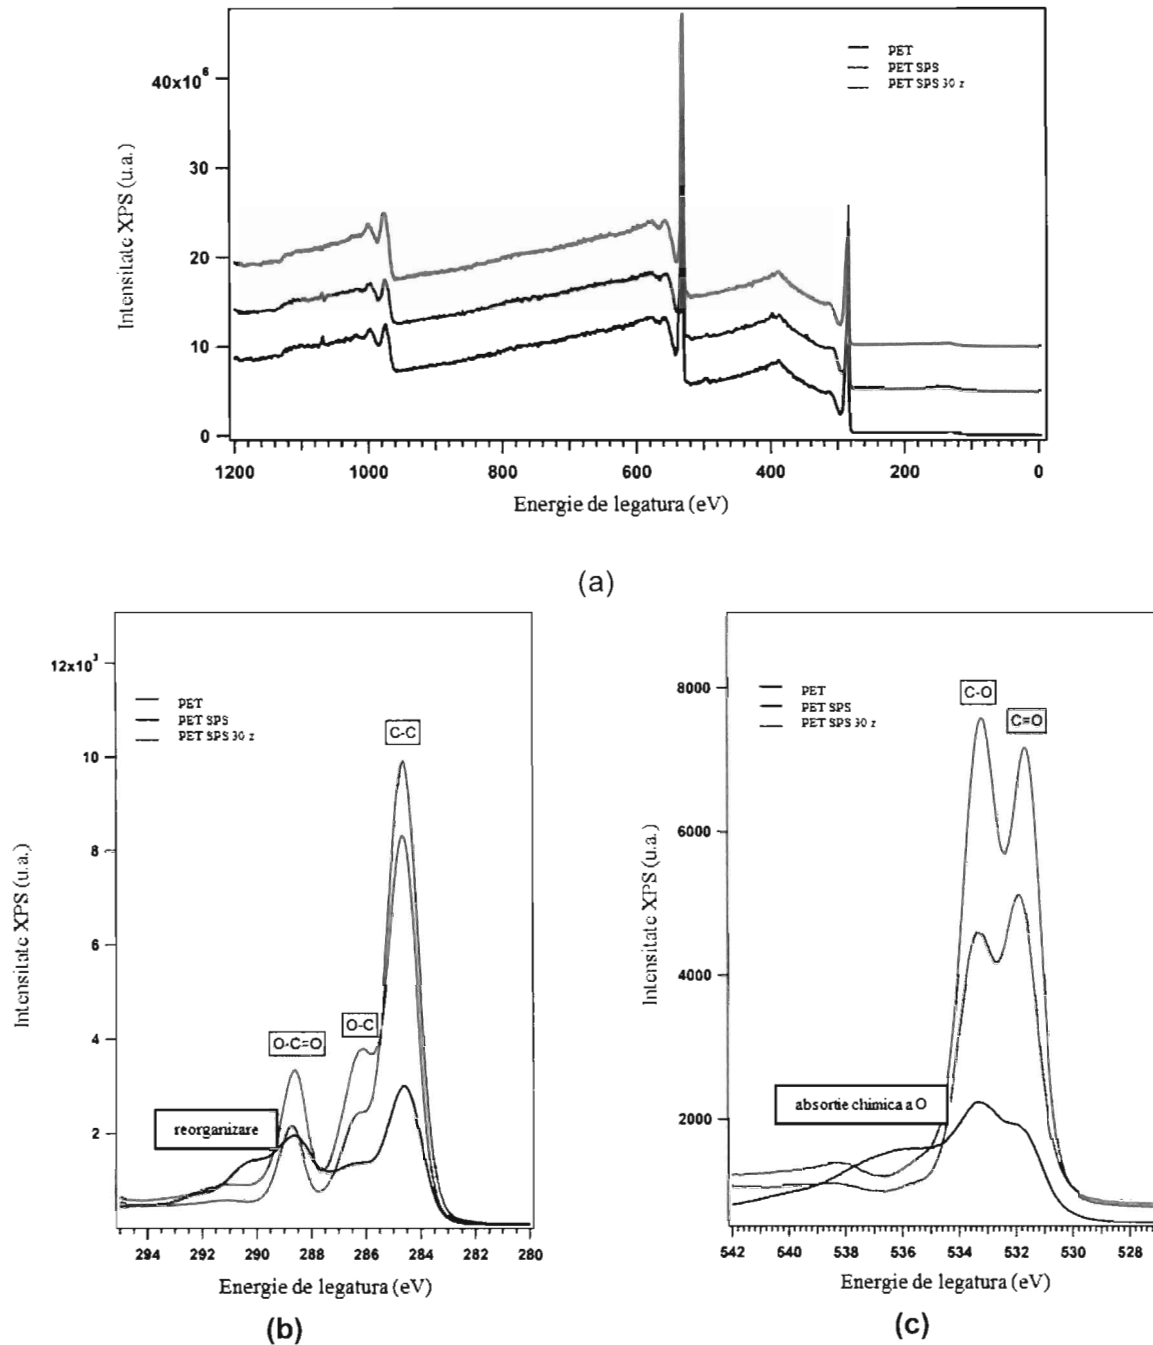 PET
PET SPS
PET SPS 30 z
40x10⁶
30
20
10
0
Intensitate XPS (u.a.)
1200 1000 800 600 400 200 0
Energie de legatura (eV)
(a)
12x10³
10
8
6
4
2
PET
PET SPS
PET SPS 30 z
C-C
O-C
O-C=O
reorganizare
Intensitate XPS (u.a.)
294 292 290 288 286 284 282 280
Energie de legatura (eV)
(b)
8000
6000
4000
2000
PET
PET SPS
PET SPS 30 z
C-O
C=O
absortie chimica a O
Intensitate XPS (u.a.)
542 540 538 536 534 532 530 528
Energie de legatura (eV)
(c)